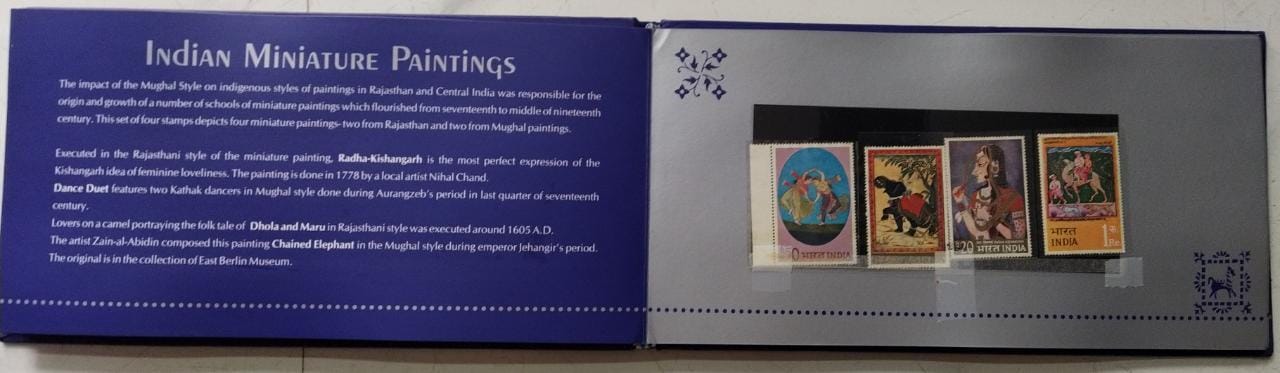 INDIAN MINIATURE PAINTINGS
The impact of the Mughal Style on indigenous styles of paintings in Rajasthan and Central India was responsible for the
origin and growth of a number of schools of miniature paintings which flourished from seventeenth to middle of nineteenth
century. This set of four stamps depicts four miniature paintings- two from Rajasthan and two from Mughal paintings.
Executed in the Rajasthani style of the miniature painting, Radha-Kishangarh is the most perfect expression of the
Kishangarh idea of feminine loveliness. The painting is done in 1778 by a local artist Nihal Chand.
Dance Duet features two Kathak dancers in Mughal style done during Aurangzeb's period in last quarter of seventeenth
century.
Lovers on a camel portraying the folk tale of Dhola and Maru in Rajasthani style was executed around 1605 A.D.
The artist Zain-al-Abidin composed this painting Chained Elephant in the Mughal style during emperor Jehangir's period.
The original is in the collection of East Berlin Museum.
भारत INDIA
20 भारत INDIA
भारत
INDIA
1 रु
Re